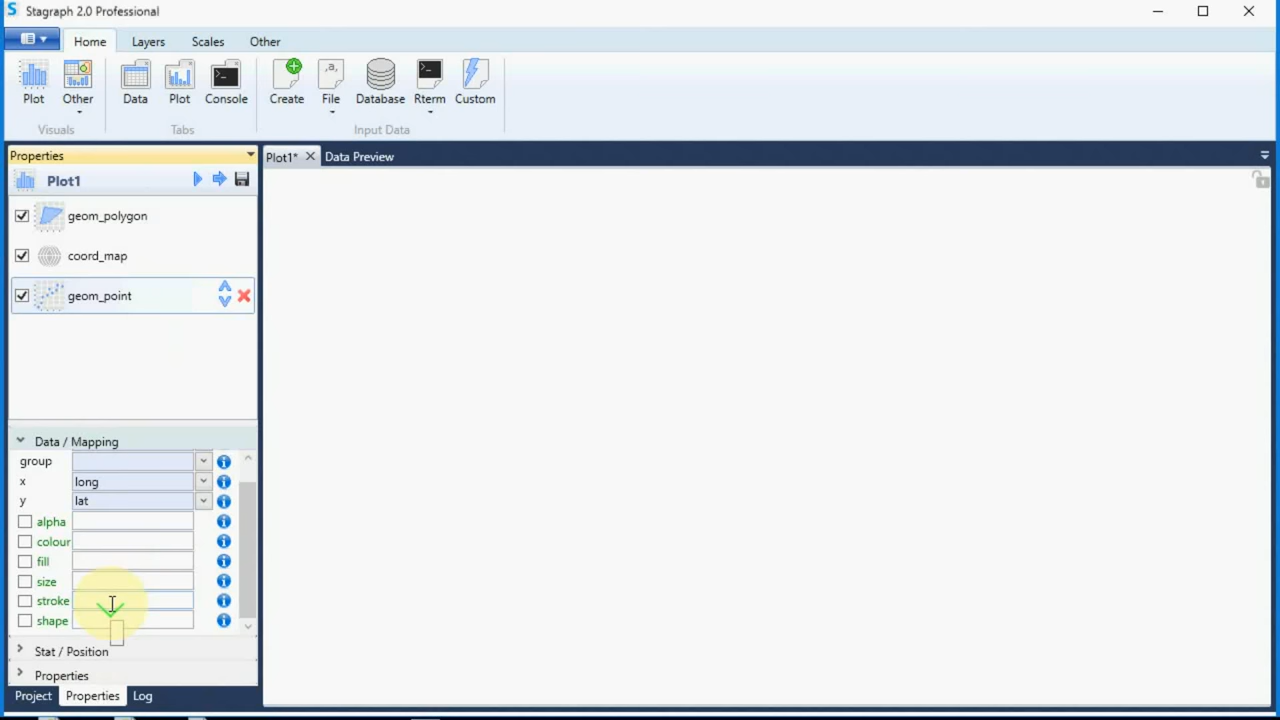 Stagraph 2.0 Professional
Home Layers Scales Other
Plot Other Data Plot Console Create File Database Rterm Custom
Visuals Tabs Input Data
Properties Plot1* Data Preview
Plot1
geom_polygon
coord_map
geom_point
Data / Mapping
group
x long
y lat
alpha
colour
fill
size
stroke
shape
Stat / Position
Properties
Project Properties Log